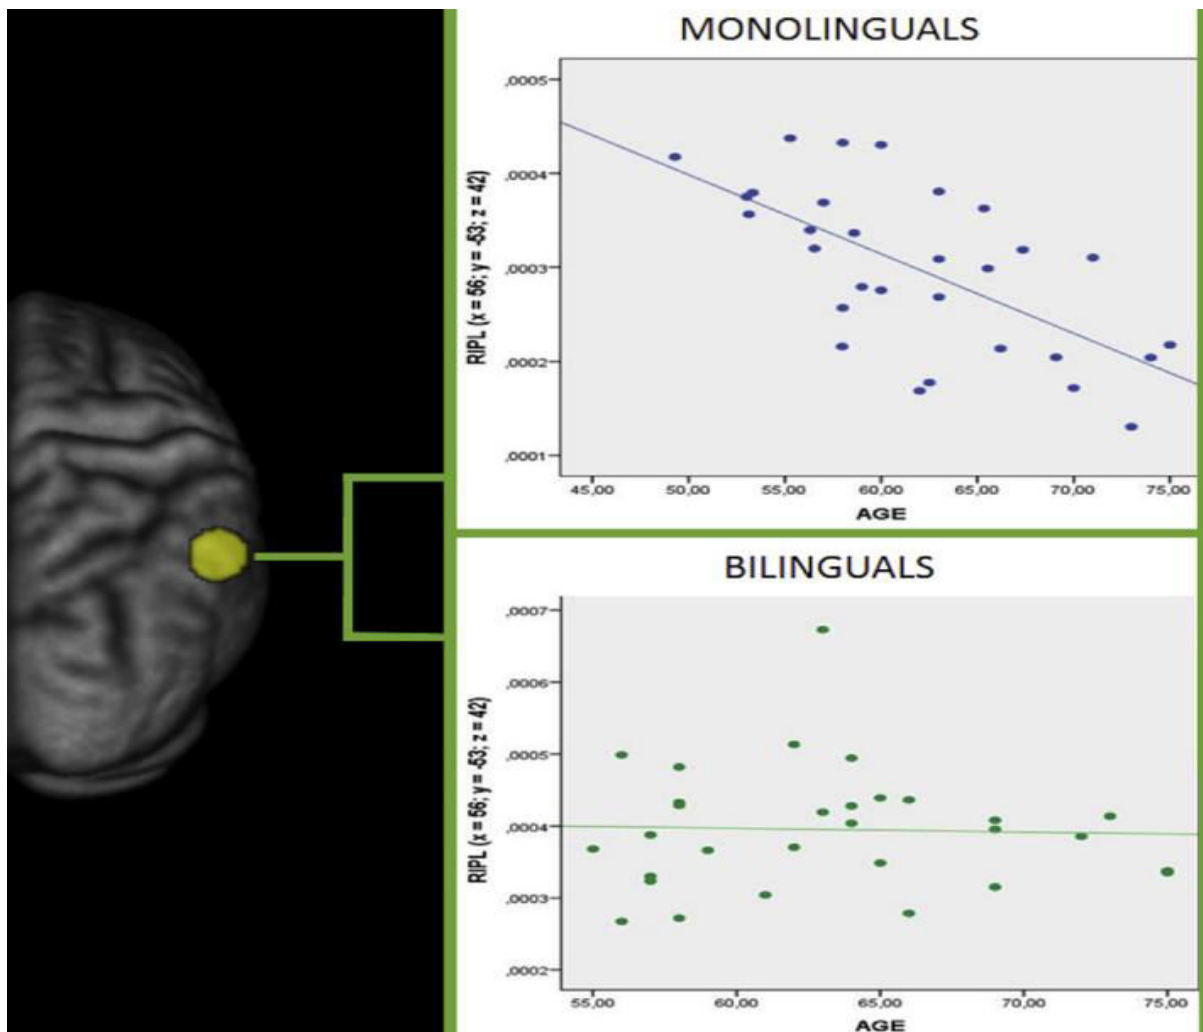 MONOLINGUALS
,0005
,0004
,0003
,0002
,0001
RIPL (x = 56; y = -53; z = 42)
45,00 50,00 55,00 60,00 65,00 70,00 75,00
AGE
BILINGUALS
,0007
,0006
,0005
,0004
,0003
,0002
RIPL (x = 56; y = -53; z = 42)
55,00 60,00 65,00 70,00 75,00
AGE